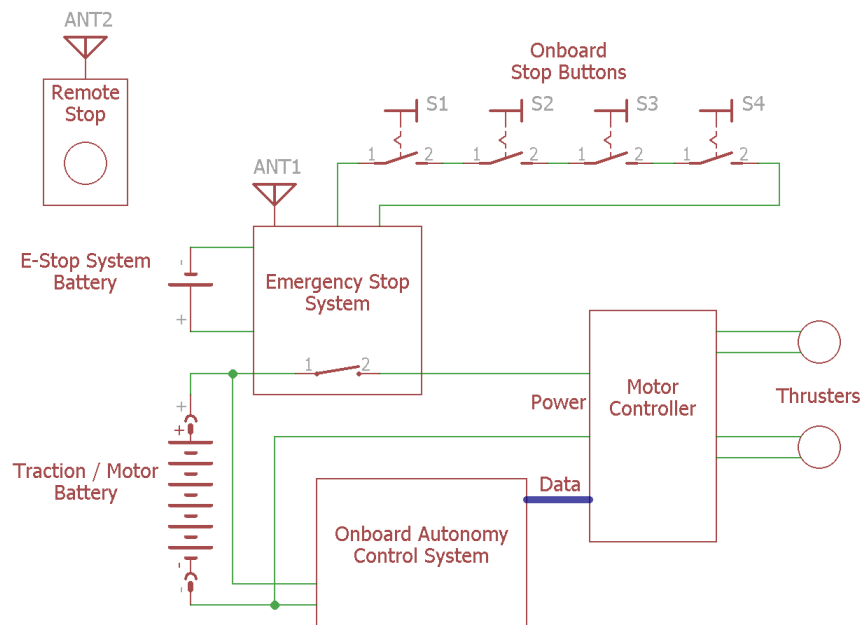 ANT2
Remote
Stop
Onboard
Stop Buttons
S1
S2
S3
S4
1 2 1 2 1 2 1 2
ANT1
E-Stop System
Battery
-
+
Emergency Stop
System
1 2
Power
Motor
Controller
Thrusters
+
+
Traction / Motor
Battery
-
-
Data
Onboard Autonomy
Control System